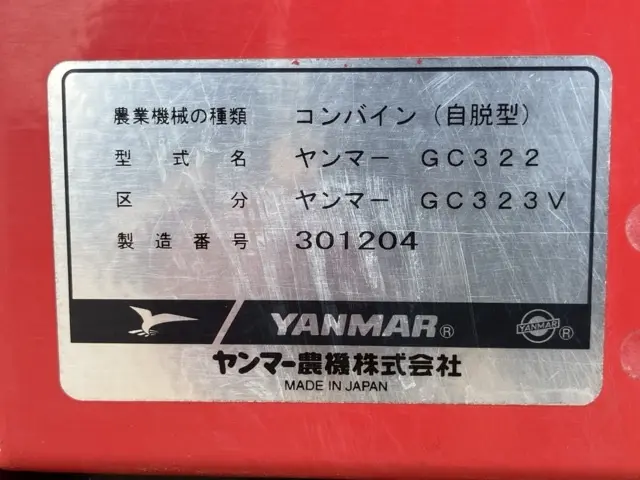 農業機械の種類 コンバイン（自脱型）
型式名 ヤンマー GC322
区分 ヤンマー GC323V
製造番号 301204
YANMAR® YANMAR ®
ヤンマー農機株式会社
MADE IN JAPAN